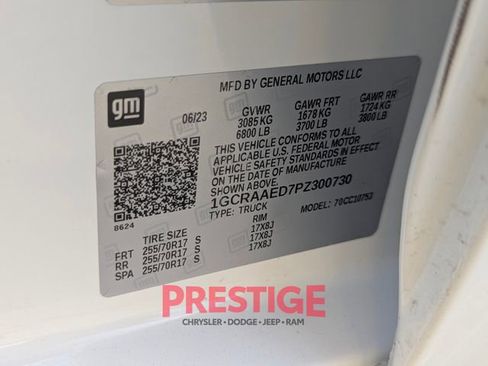 MFD BY GENERAL MOTORS LLC
gm
06/23 GVWR GAWR FRT GAWR RR
3085 KG 1678 KG 1724 KG
6800 LB 3700 LB 3800 LB
THIS VEHICLE CONFORMS TO ALL APPLICABLE
U.S. FEDERAL MOTOR VEHICLE SAFETY
STANDARDS IN EFFECT ON THE DATE OF
MANUFACTURE SHOWN ABOVE.
1GCRAAED7PZ300730
TYPE: TRUCK MODEL: 70CC10753
8624
TIRE SIZE RIM
FRT 255/70R17 S 17X8J
RR 255/70R17 S 17X8J
SPA 255/70R17 S 17X8J
PRESTIGE
CHRYSLER • DODGE • JEEP • RAM